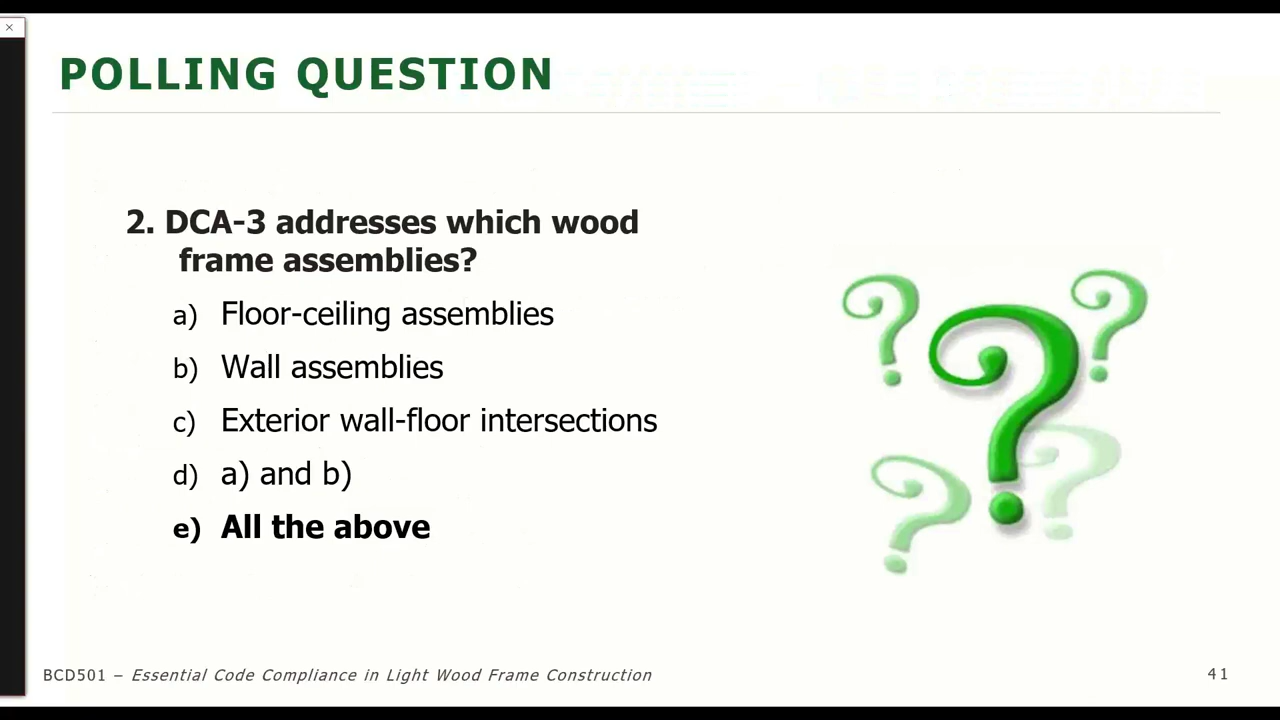 POLLING QUESTION
2. DCA-3 addresses which wood
frame assemblies?
a) Floor-ceiling assemblies
b) Wall assemblies
c) Exterior wall-floor intersections
d) a) and b)
e) All the above
BCD501 – Essential Code Compliance in Light Wood Frame Construction
41